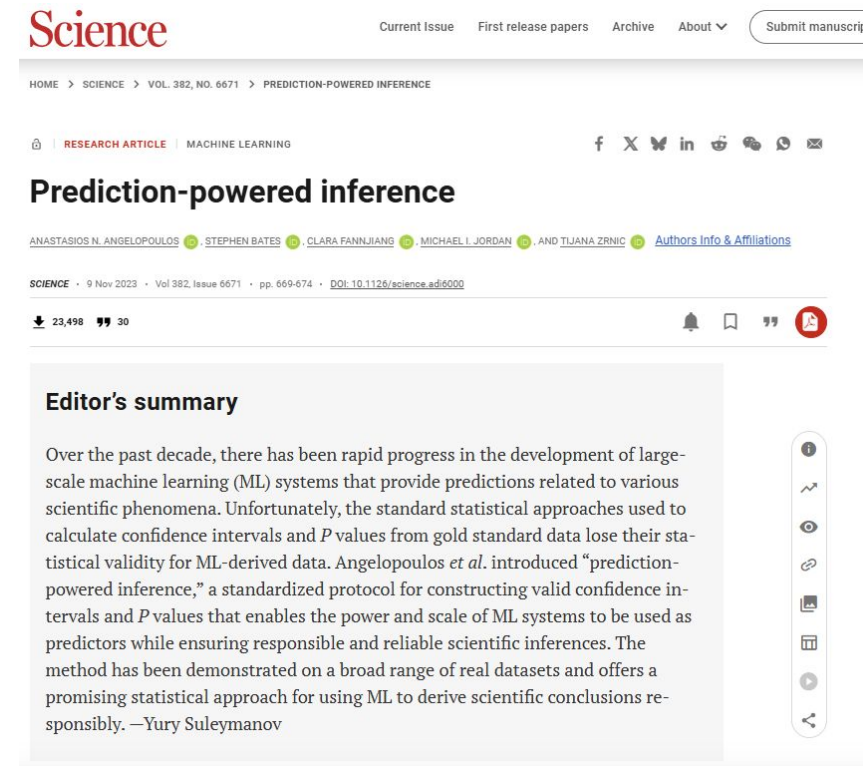 Science
Current Issue First release papers Archive About Submit manuscrip
HOME > SCIENCE > VOL. 382, NO. 6671 > PREDICTION-POWERED INFERENCE
RESEARCH ARTICLE | MACHINE LEARNING
Prediction-powered inference
ANASTASIOS N. ANGELOPOULOS, STEPHEN BATES, CLARA FANNJIANG, MICHAEL I. JORDAN, AND TIJANA ZRNIC Authors Info & Affiliations
SCIENCE · 9 Nov 2023 · Vol 382, Issue 6671 · pp. 669-674 · DOI: 10.1126/science.adi6000
23,498 30
Editor's summary
Over the past decade, there has been rapid progress in the development of large-
scale machine learning (ML) systems that provide predictions related to various
scientific phenomena. Unfortunately, the standard statistical approaches used to
calculate confidence intervals and P values from gold standard data lose their sta-
tistical validity for ML-derived data. Angelopoulos et al. introduced “prediction-
powered inference,” a standardized protocol for constructing valid confidence in-
tervals and P values that enables the power and scale of ML systems to be used as
predictors while ensuring responsible and reliable scientific inferences. The
method has been demonstrated on a broad range of real datasets and offers a
promising statistical approach for using ML to derive scientific conclusions re-
sponsibly. —Yury Suleymanov